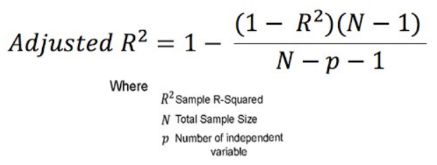 Adjusted R² = 1 − (1 − R²)(N − 1) / N − p − 1
Where
R² Sample R-Squared
N Total Sample Size
p Number of independent
variable